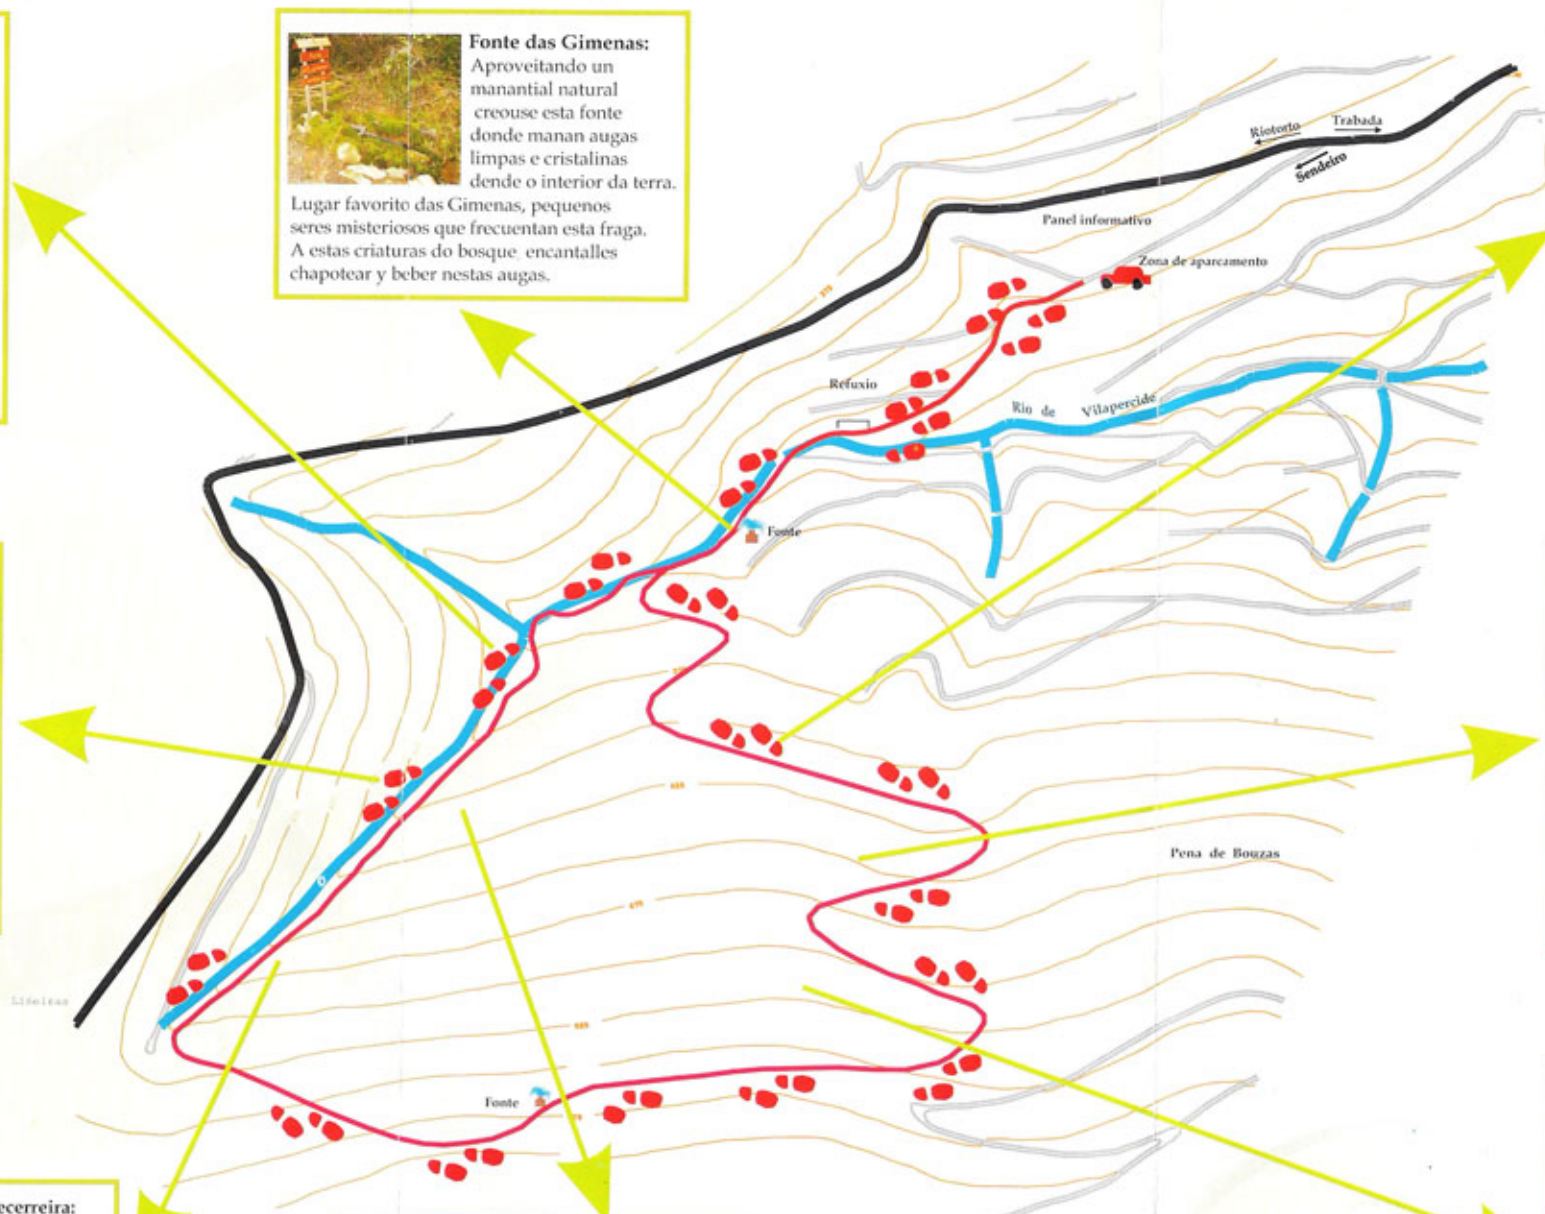 Fonte das Gimenas:
Aproveitando un
manantial natural
creouse esta fonte
donde manan augas
limpas e cristalinas
dende o interior da terra.
Lugar favorito das Gimenas, pequenos
seres misteriosos que frecuentan esta fraga.
A estas criaturas do bosque encantalles
chapotear y beber nestas augas.
Riotorto
Trabada
Sendeiro
Panel informativo
Zona de aparcamento
Refuxio
Rio de Vilapercide
Fonte
Pena de Bouzas
Fonte
ecerreira: